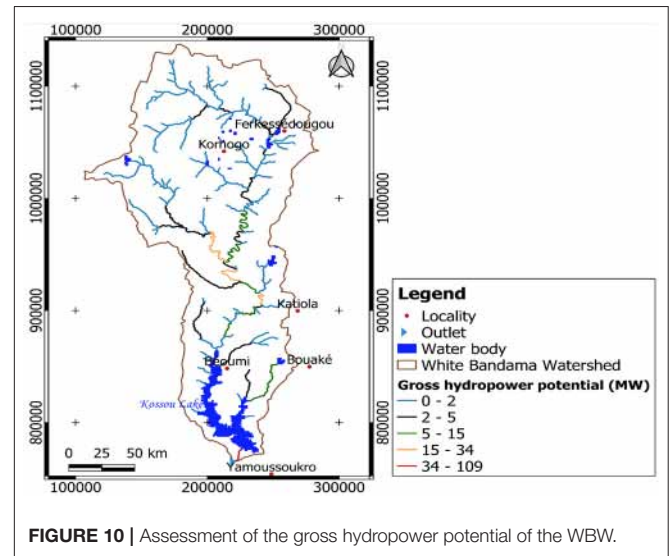 100000 200000 300000
1100000 1100000
Ferkessédougou
Korhogo
1000000 1000000
900000 900000
Katiola
Béoumi Bouaké
Kossou Lake
800000 800000
0 25 50 km
Yamoussoukro
100000 200000 300000
Legend
Locality
Outlet
Water body
White Bandama Watershed
Gross hydropower potential (MW)
0 - 2
2 - 5
5 - 15
15 - 34
34 - 109
FIGURE 10 | Assessment of the gross hydropower potential of the WBW.